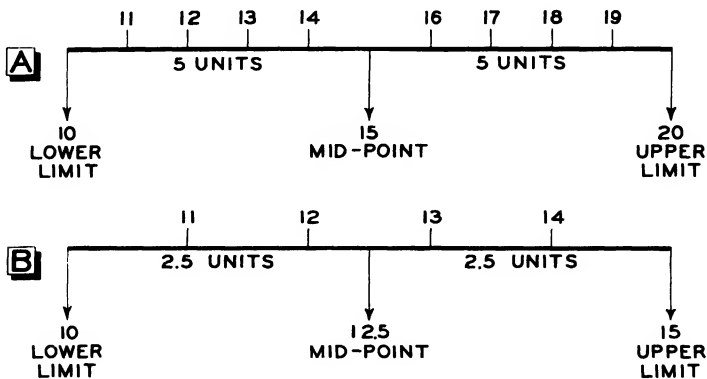 11 12 13 14 16 17 18 19
A
5 UNITS 5 UNITS
10 15 20
LOWER MID-POINT UPPER
LIMIT LIMIT
11 12 13 14
B
2.5 UNITS 2.5 UNITS
10 12.5 15
LOWER MID-POINT UPPER
LIMIT LIMIT